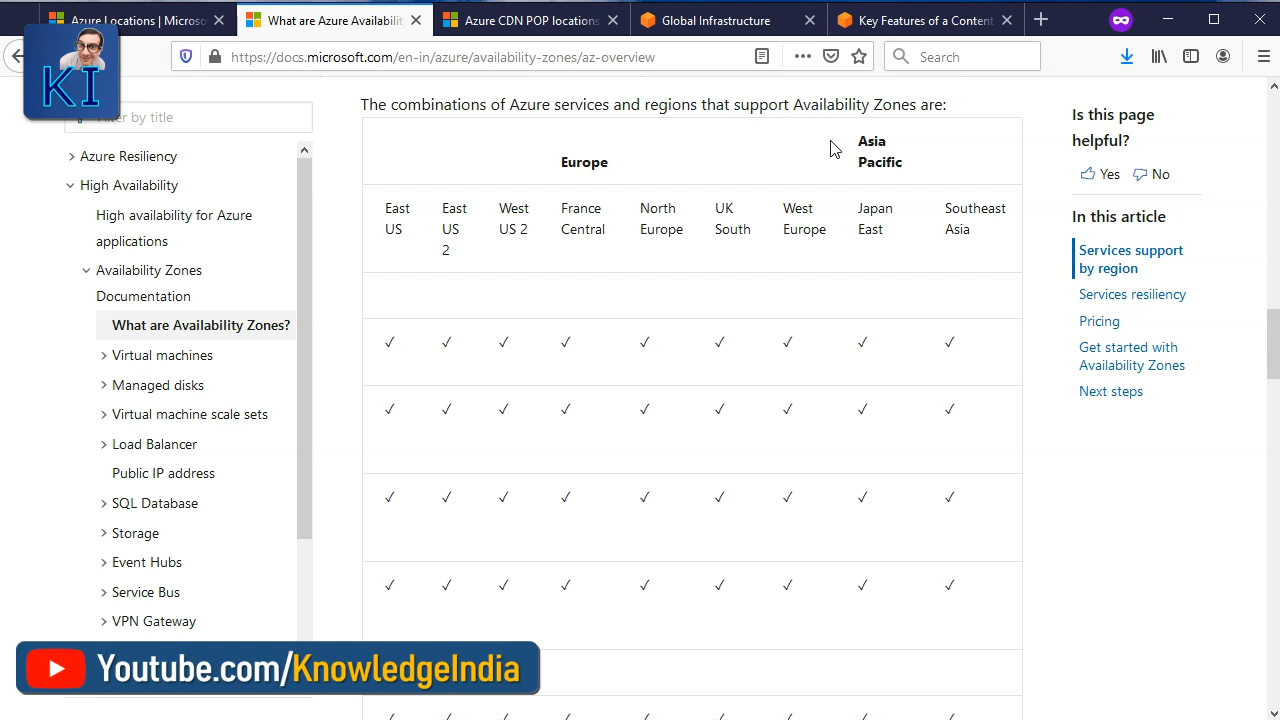 Azure Locations | Microso
What are Azure Availabilit
Azure CDN POP locations
Global Infrastructure
Key Features of a Content
https://docs.microsoft.com/en-in/azure/availability-zones/az-overview
Search
KI
Filter by title
Azure Resiliency
High Availability
High availability for Azure
applications
Availability Zones
Documentation
What are Availability Zones?
Virtual machines
Managed disks
Virtual machine scale sets
Load Balancer
Public IP address
SQL Database
Storage
Event Hubs
Service Bus
VPN Gateway
The combinations of Azure services and regions that support Availability Zones are:
Europe
Asia
Pacific
East
US
East
US
2
West
US 2
France
Central
North
Europe
UK
South
West
Europe
Japan
East
Southeast
Asia
✓ ✓ ✓ ✓ ✓ ✓ ✓ ✓ ✓
✓ ✓ ✓ ✓ ✓ ✓ ✓ ✓ ✓
✓ ✓ ✓ ✓ ✓ ✓ ✓ ✓ ✓
✓ ✓ ✓ ✓ ✓ ✓ ✓ ✓ ✓
✓ ✓ ✓ ✓ ✓ ✓ ✓ ✓ ✓
Is this page
helpful?
Yes No
In this article
Services support
by region
Services resiliency
Pricing
Get started with
Availability Zones
Next steps
Youtube.com/KnowledgeIndia